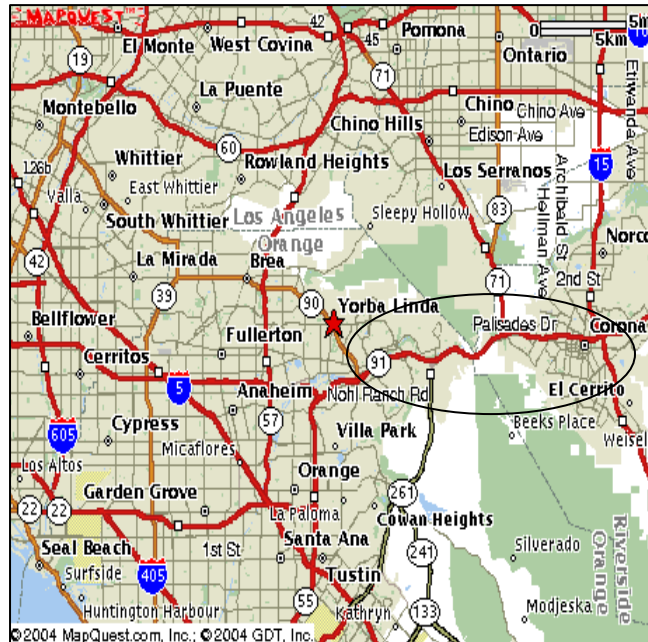 MAPQUEST
42
Pomona
0
5mi
5km
10
El Monte
West Covina
45
Ontario
19
71
Etiwanda Ave
La Puente
Montebello
Chino
Chino Ave
Chino Hills
Edison Ave
60
Whittier
Rowland Heights
15
126b
East Whittier
Los Serranos
Archibald St
Hellman Ave
Valla
Los Angeles
Orange
Sleepy Hollow
83
South Whittier
Norco
42
La Mirada
Brea
71
2nd St
39
90
Yorba Linda
Bellflower
Palisades Dr
Corona
Fullerton
Cerritos
91
5
Anaheim
Nohl Ranch Rd
El Cerrito
57
Beeks Place
605
Cypress
Villa Park
Weisel
Micaflores
Los Altos
Orange
261
Garden Grove
22
22
La Paloma
Cowan Heights
1st St
Santa Ana
241
Silverado
Riverside
Orange
Seal Beach
405
Surfside
Tustin
55
133
Huntington Harbour
Kathryn
Modjeska
©2004 MapQuest.com, Inc.; ©2004 GDT, Inc.